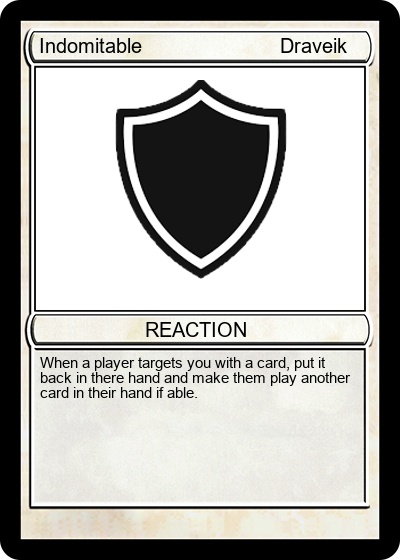 Indomitable Draveik
REACTION
When a player targets you with a card, put it
back in there hand and make them play another
card in their hand if able.